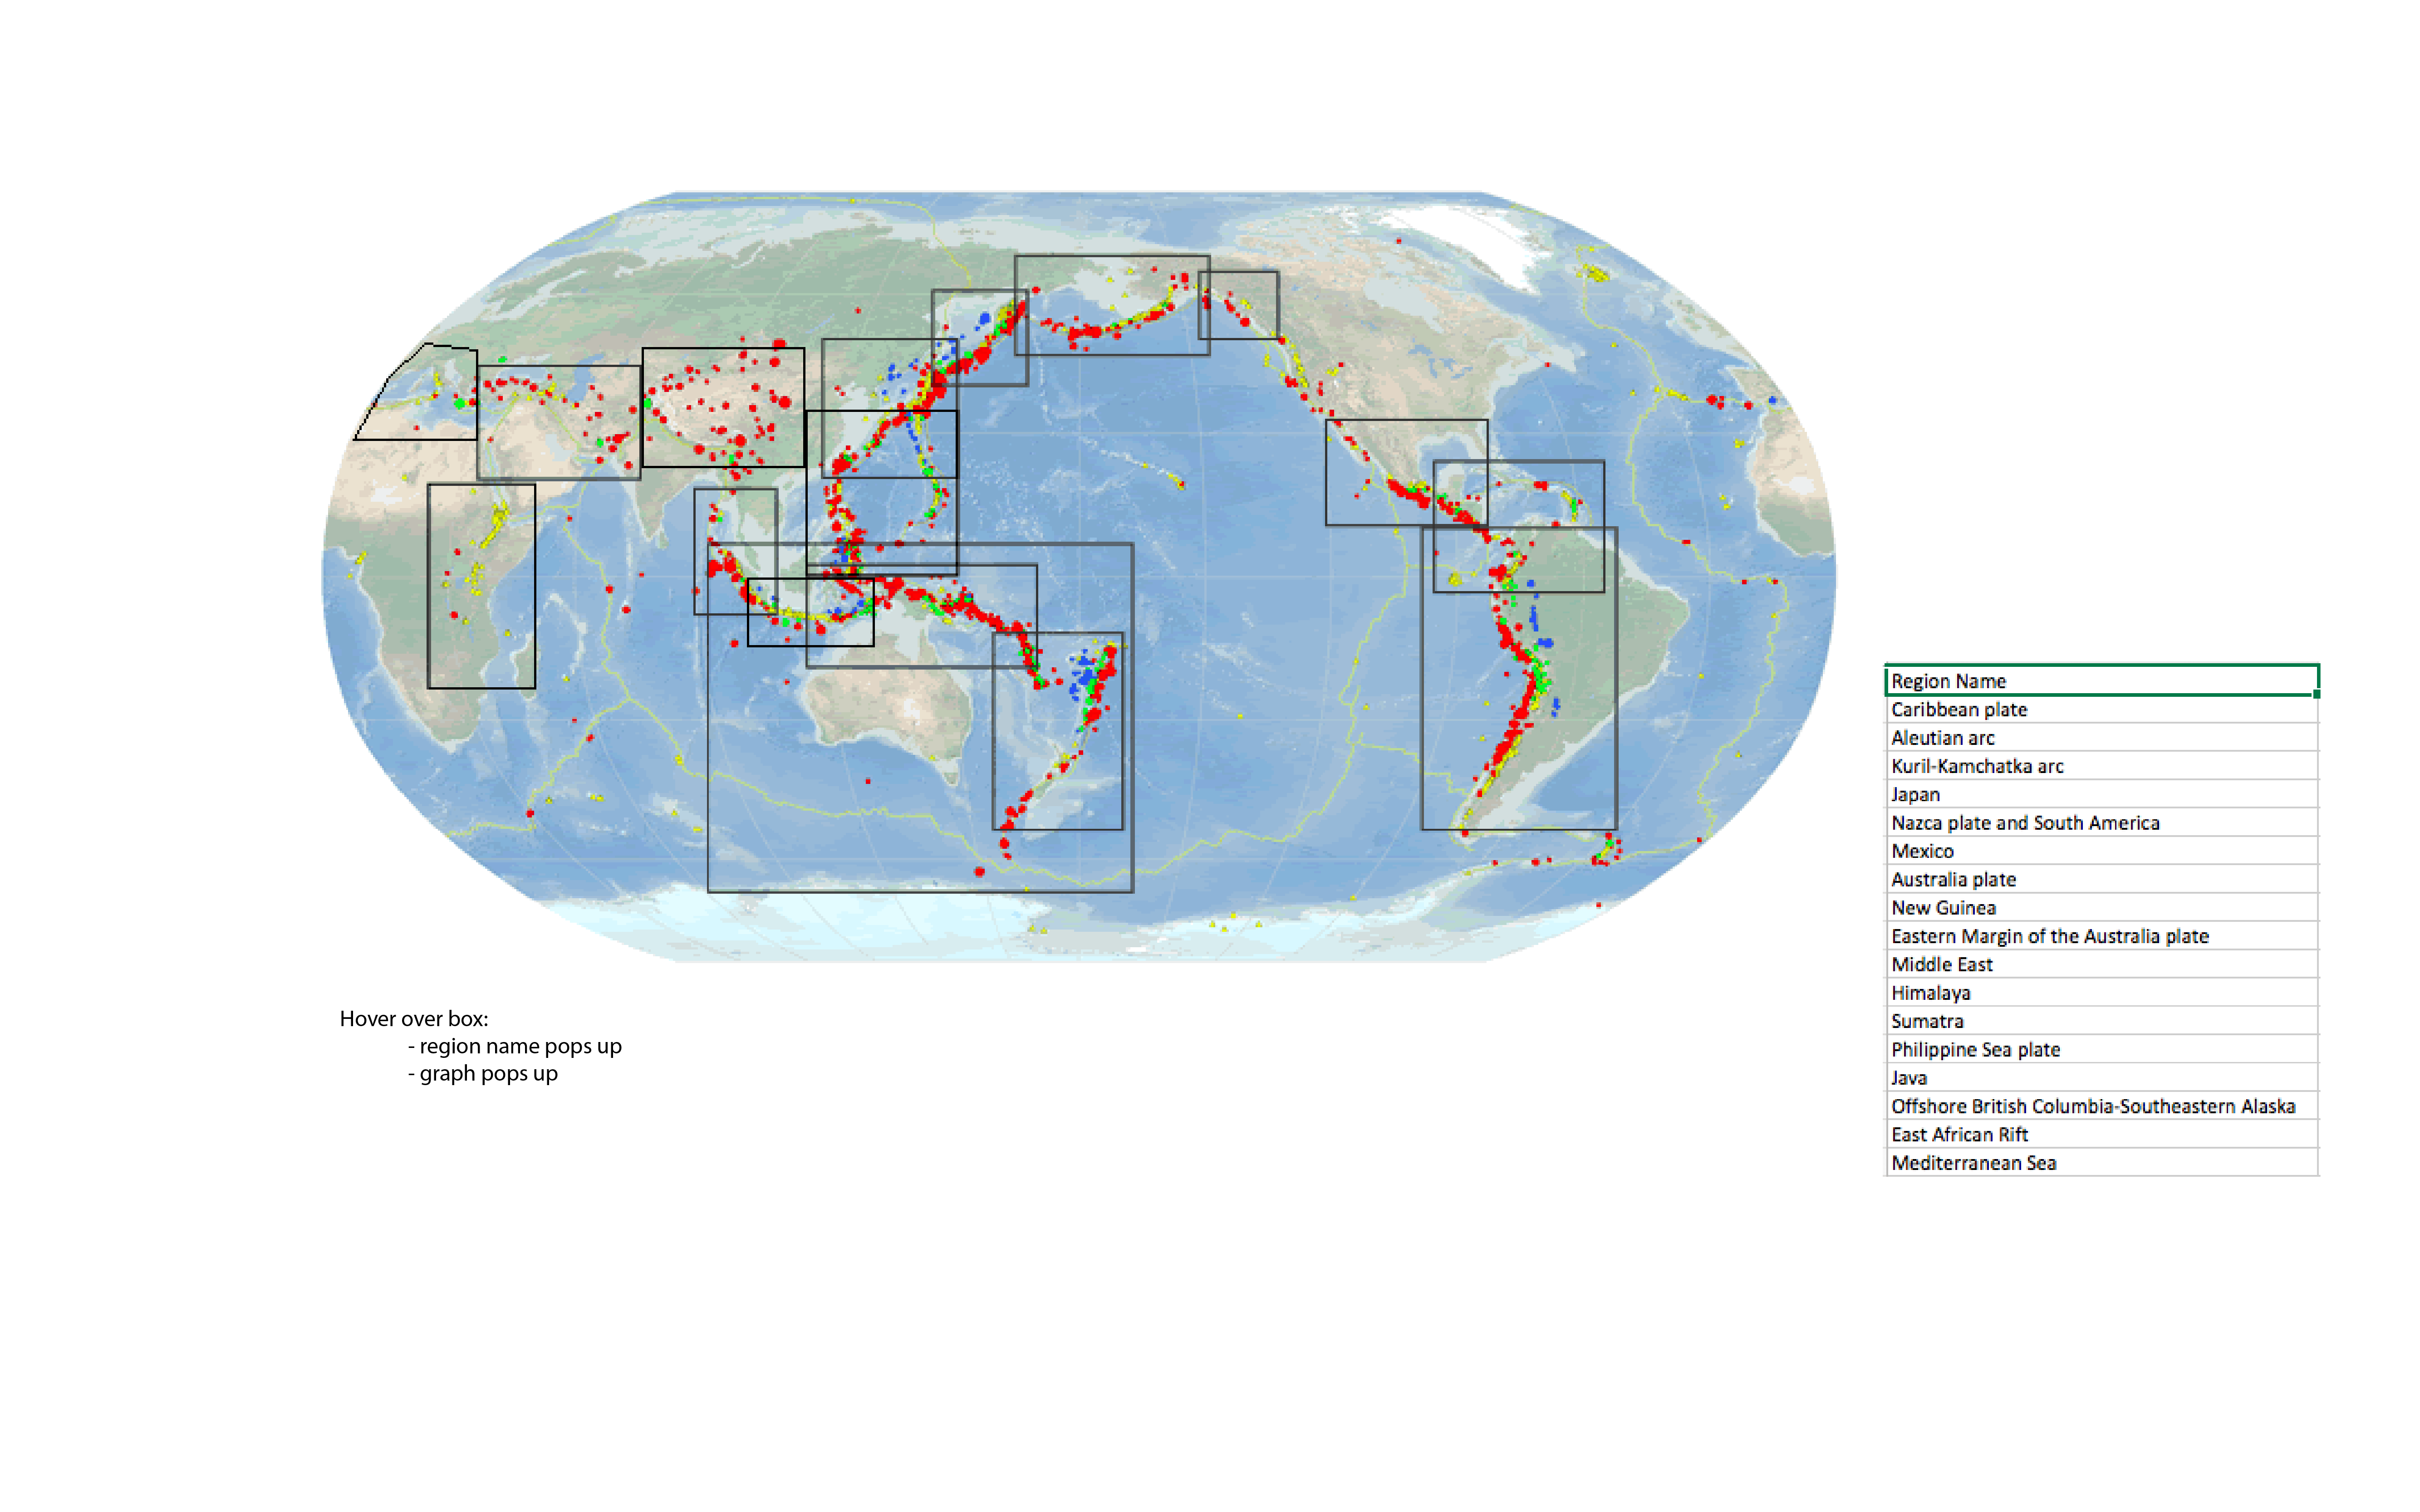 Region Name
Caribbean plate
Aleutian arc
Kuril-Kamchatka arc
Japan
Nazca plate and South America
Mexico
Australia plate
New Guinea
Eastern Margin of the Australia plate
Middle East
Himalaya
Sumatra
Philippine Sea plate
Java
Offshore British Columbia-Southeastern Alaska
East African Rift
Mediterranean Sea
Hover over box:
- region name pops up
- graph pops up